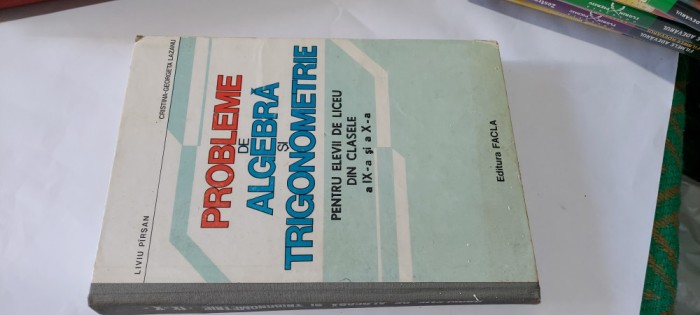 LIVIU PÎRȘAN
CRISTINA-GEORGETA LAZANU
PROBLEME
DE
ALGEBRĂ
ȘI
TRIGONOMETRIE
PENTRU ELEVII DE LICEU
DIN CLASELE
a IX-a și a X-a
Editura FACLA